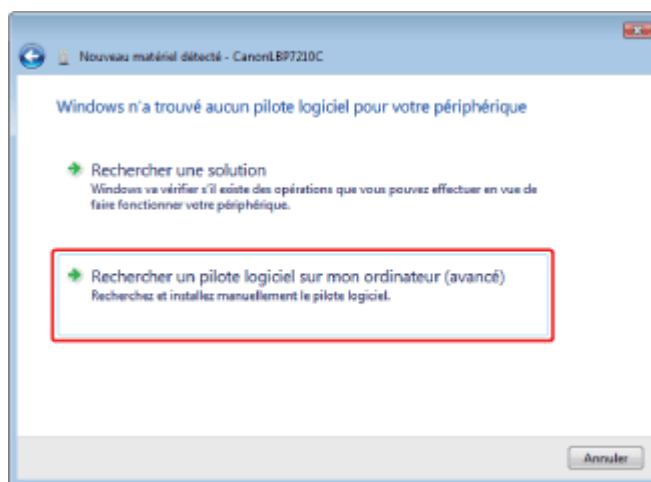 Nouveau matériel détecté - CanonLBP7210C
Windows n'a trouvé aucun pilote logiciel pour votre périphérique
Rechercher une solution
Windows va vérifier s'il existe des opérations que vous pouvez effectuer en vue de
faire fonctionner votre périphérique.
Rechercher un pilote logiciel sur mon ordinateur (avancé)
Recherchez et installez manuellement le pilote logiciel.
Annuler